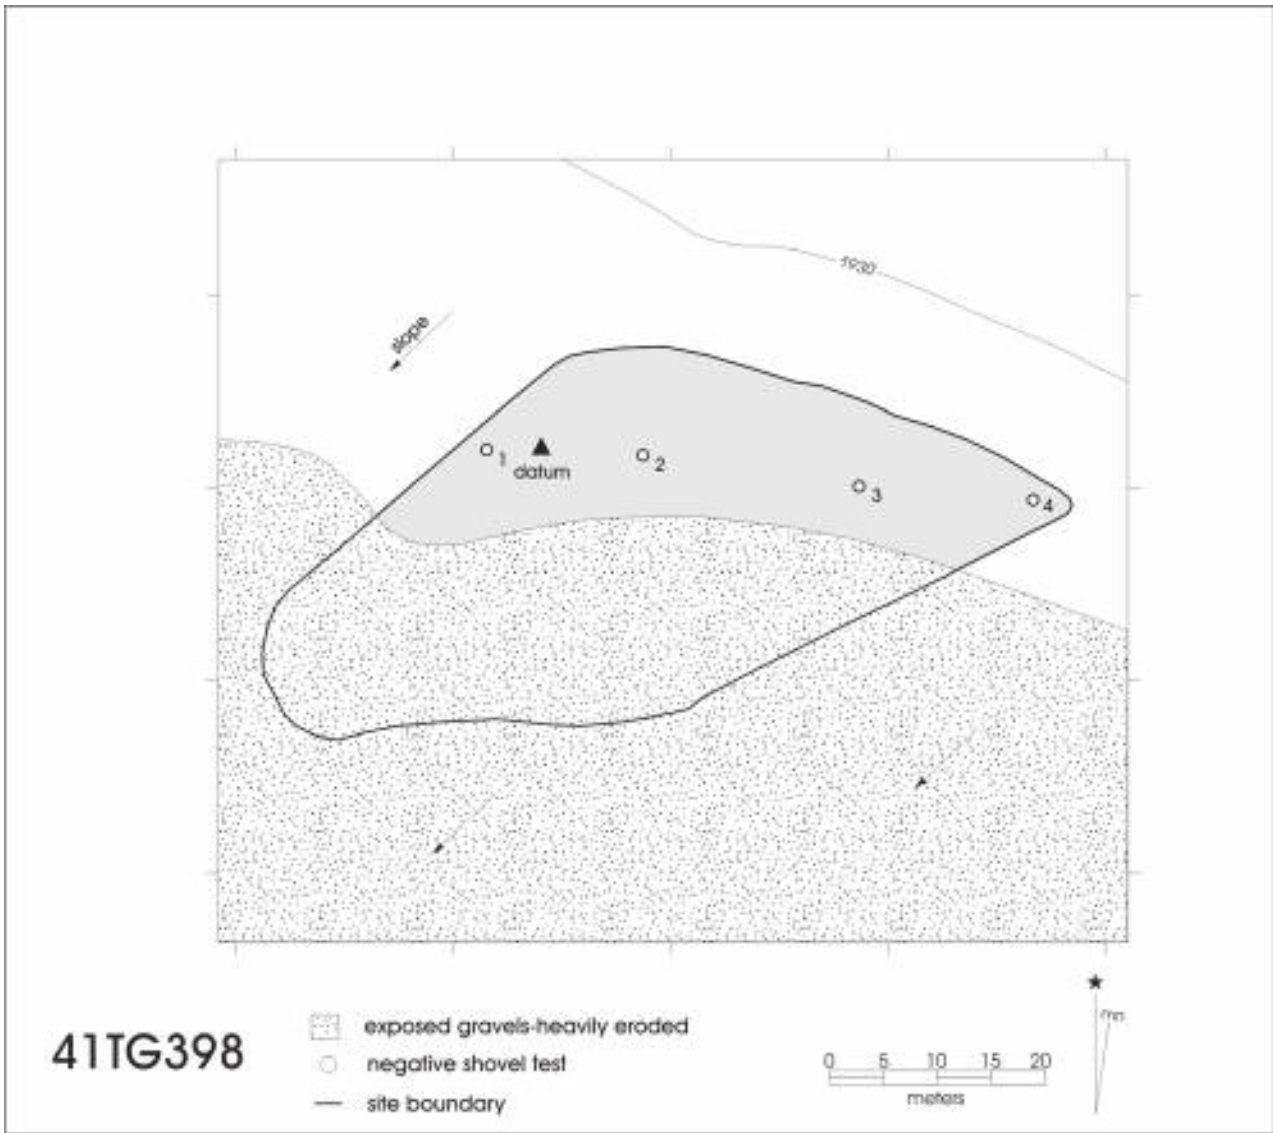 1930
slope
1
datum
2
3
4
mn
41TG398
exposed gravels-heavily eroded
negative shovel test
site boundary
0 5 10 15 20
meters